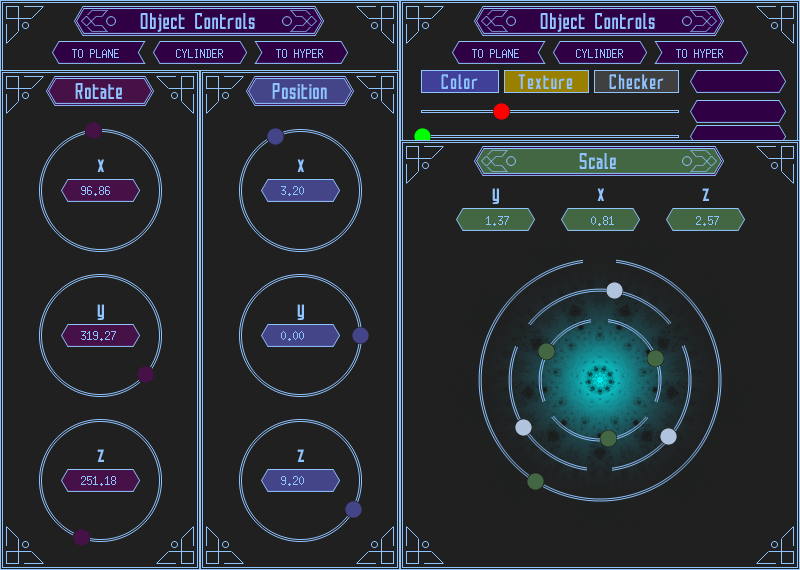 Object Controls
TO PLANE CYLINDER TO HYPER
Rotate
x
96.86
y
319.27
z
251.18
Position
x
3.20
y
0.00
z
9.20
Object Controls
TO PLANE CYLINDER TO HYPER
Color Texture Checker
Scale
y x z
1.37 0.81 2.57